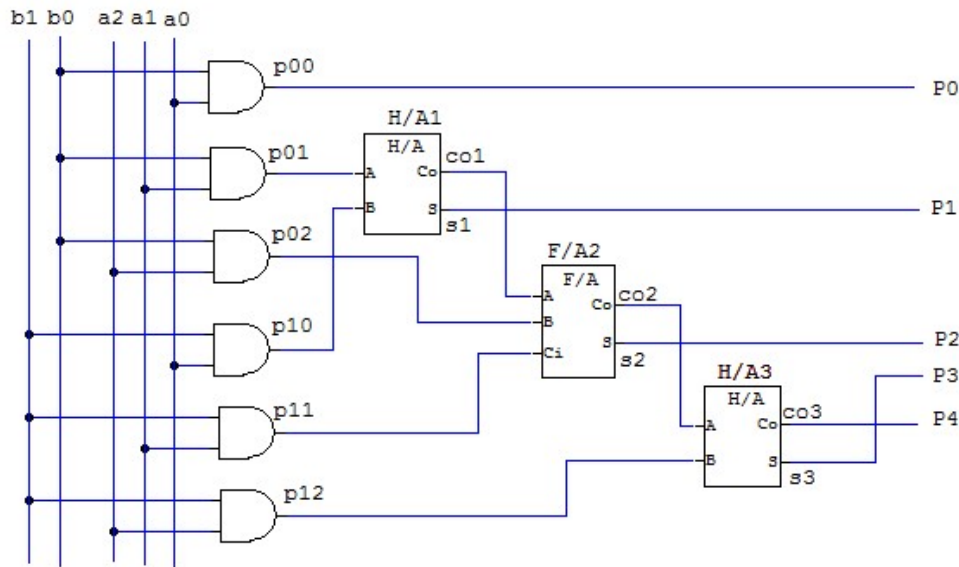 b1 b0 a2 a1 a0
p00
P0
H/A1
H/A
p01
A
Co
co1
B
S
s1
P1
p02
F/A2
F/A
A
Co
co2
B
p10
Ci
S
s2
P2
H/A3
P3
H/A
p11
A
Co
co3
P4
B
S
s3
p12